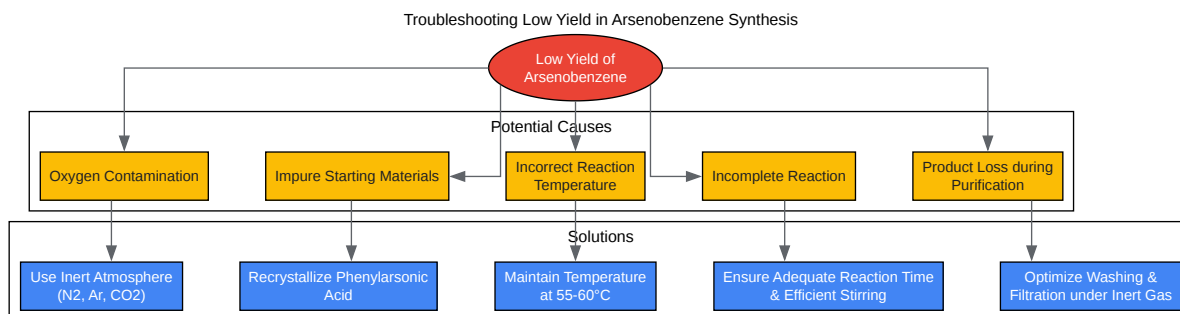 Troubleshooting Low Yield in Arsenobenzene Synthesis
Low Yield of
Arsenobenzene
Potential Causes
Oxygen Contamination
Impure Starting Materials
Incorrect Reaction
Temperature
Incomplete Reaction
Product Loss during
Purification
Solutions
Use Inert Atmosphere
(N2, Ar, CO2)
Recrystallize Phenylarsonic
Acid
Maintain Temperature
at 55-60°C
Ensure Adequate Reaction Time
& Efficient Stirring
Optimize Washing &
Filtration under Inert Gas